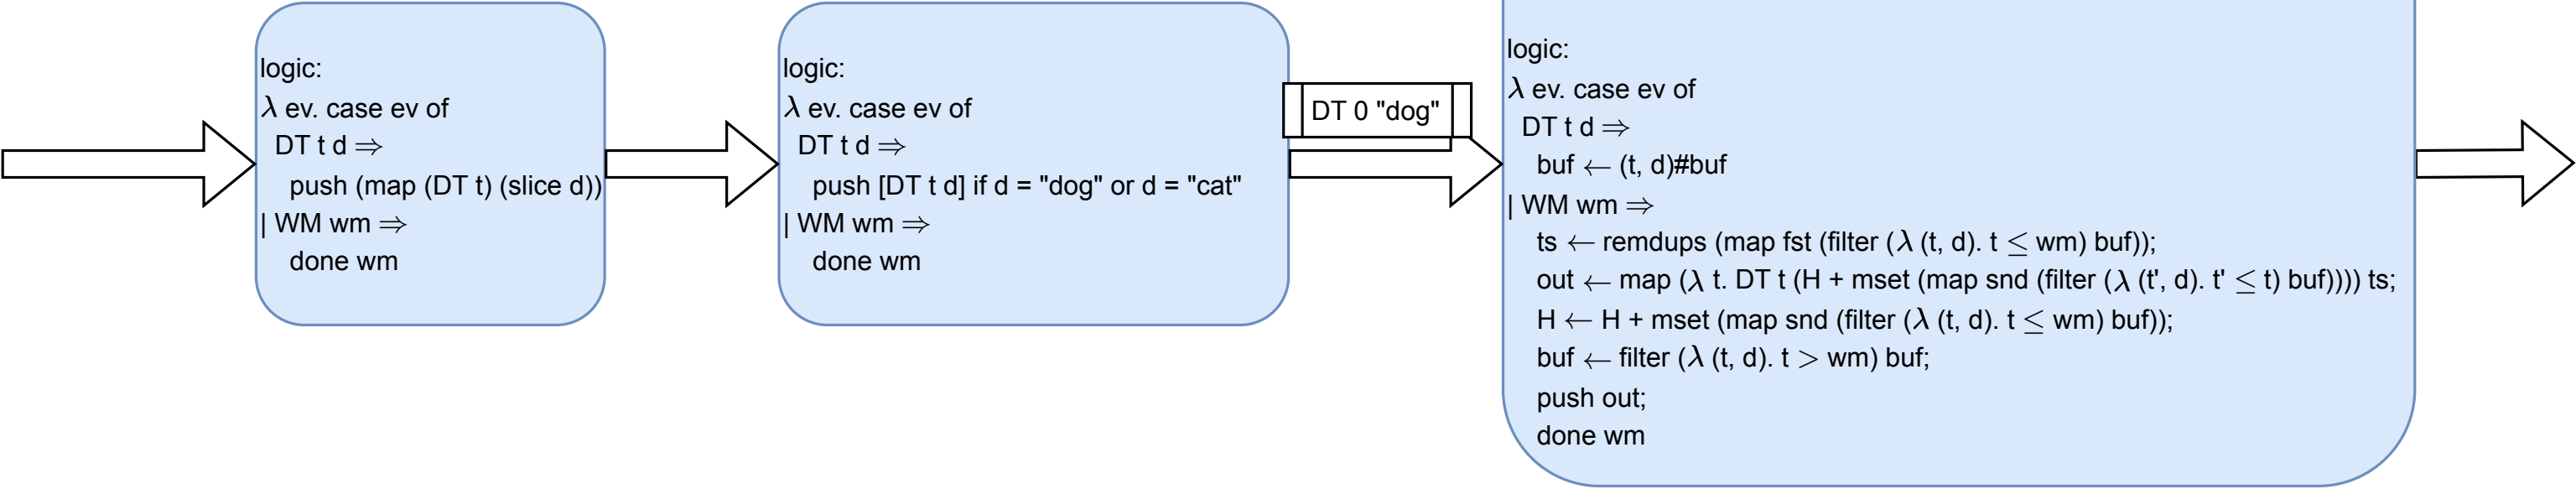 logic:
λ ev. case ev of
DT t d ⇒
push (map (DT t) (slice d))
| WM wm ⇒
done wm
logic:
λ ev. case ev of
DT t d ⇒
push [DT t d] if d = "dog" or d = "cat"
| WM wm ⇒
done wm
DT 0 "dog"
logic:
λ ev. case ev of
DT t d ⇒
buf ← (t, d)#buf
| WM wm ⇒
ts ← remdups (map fst (filter (λ (t, d). t ≤ wm) buf));
out ← map (λ t. DT t (H + mset (map snd (filter (λ (t', d). t' ≤ t) buf)))) ts;
H ← H + mset (map snd (filter (λ (t, d). t ≤ wm) buf));
buf ← filter (λ (t, d). t > wm) buf;
push out;
done wm